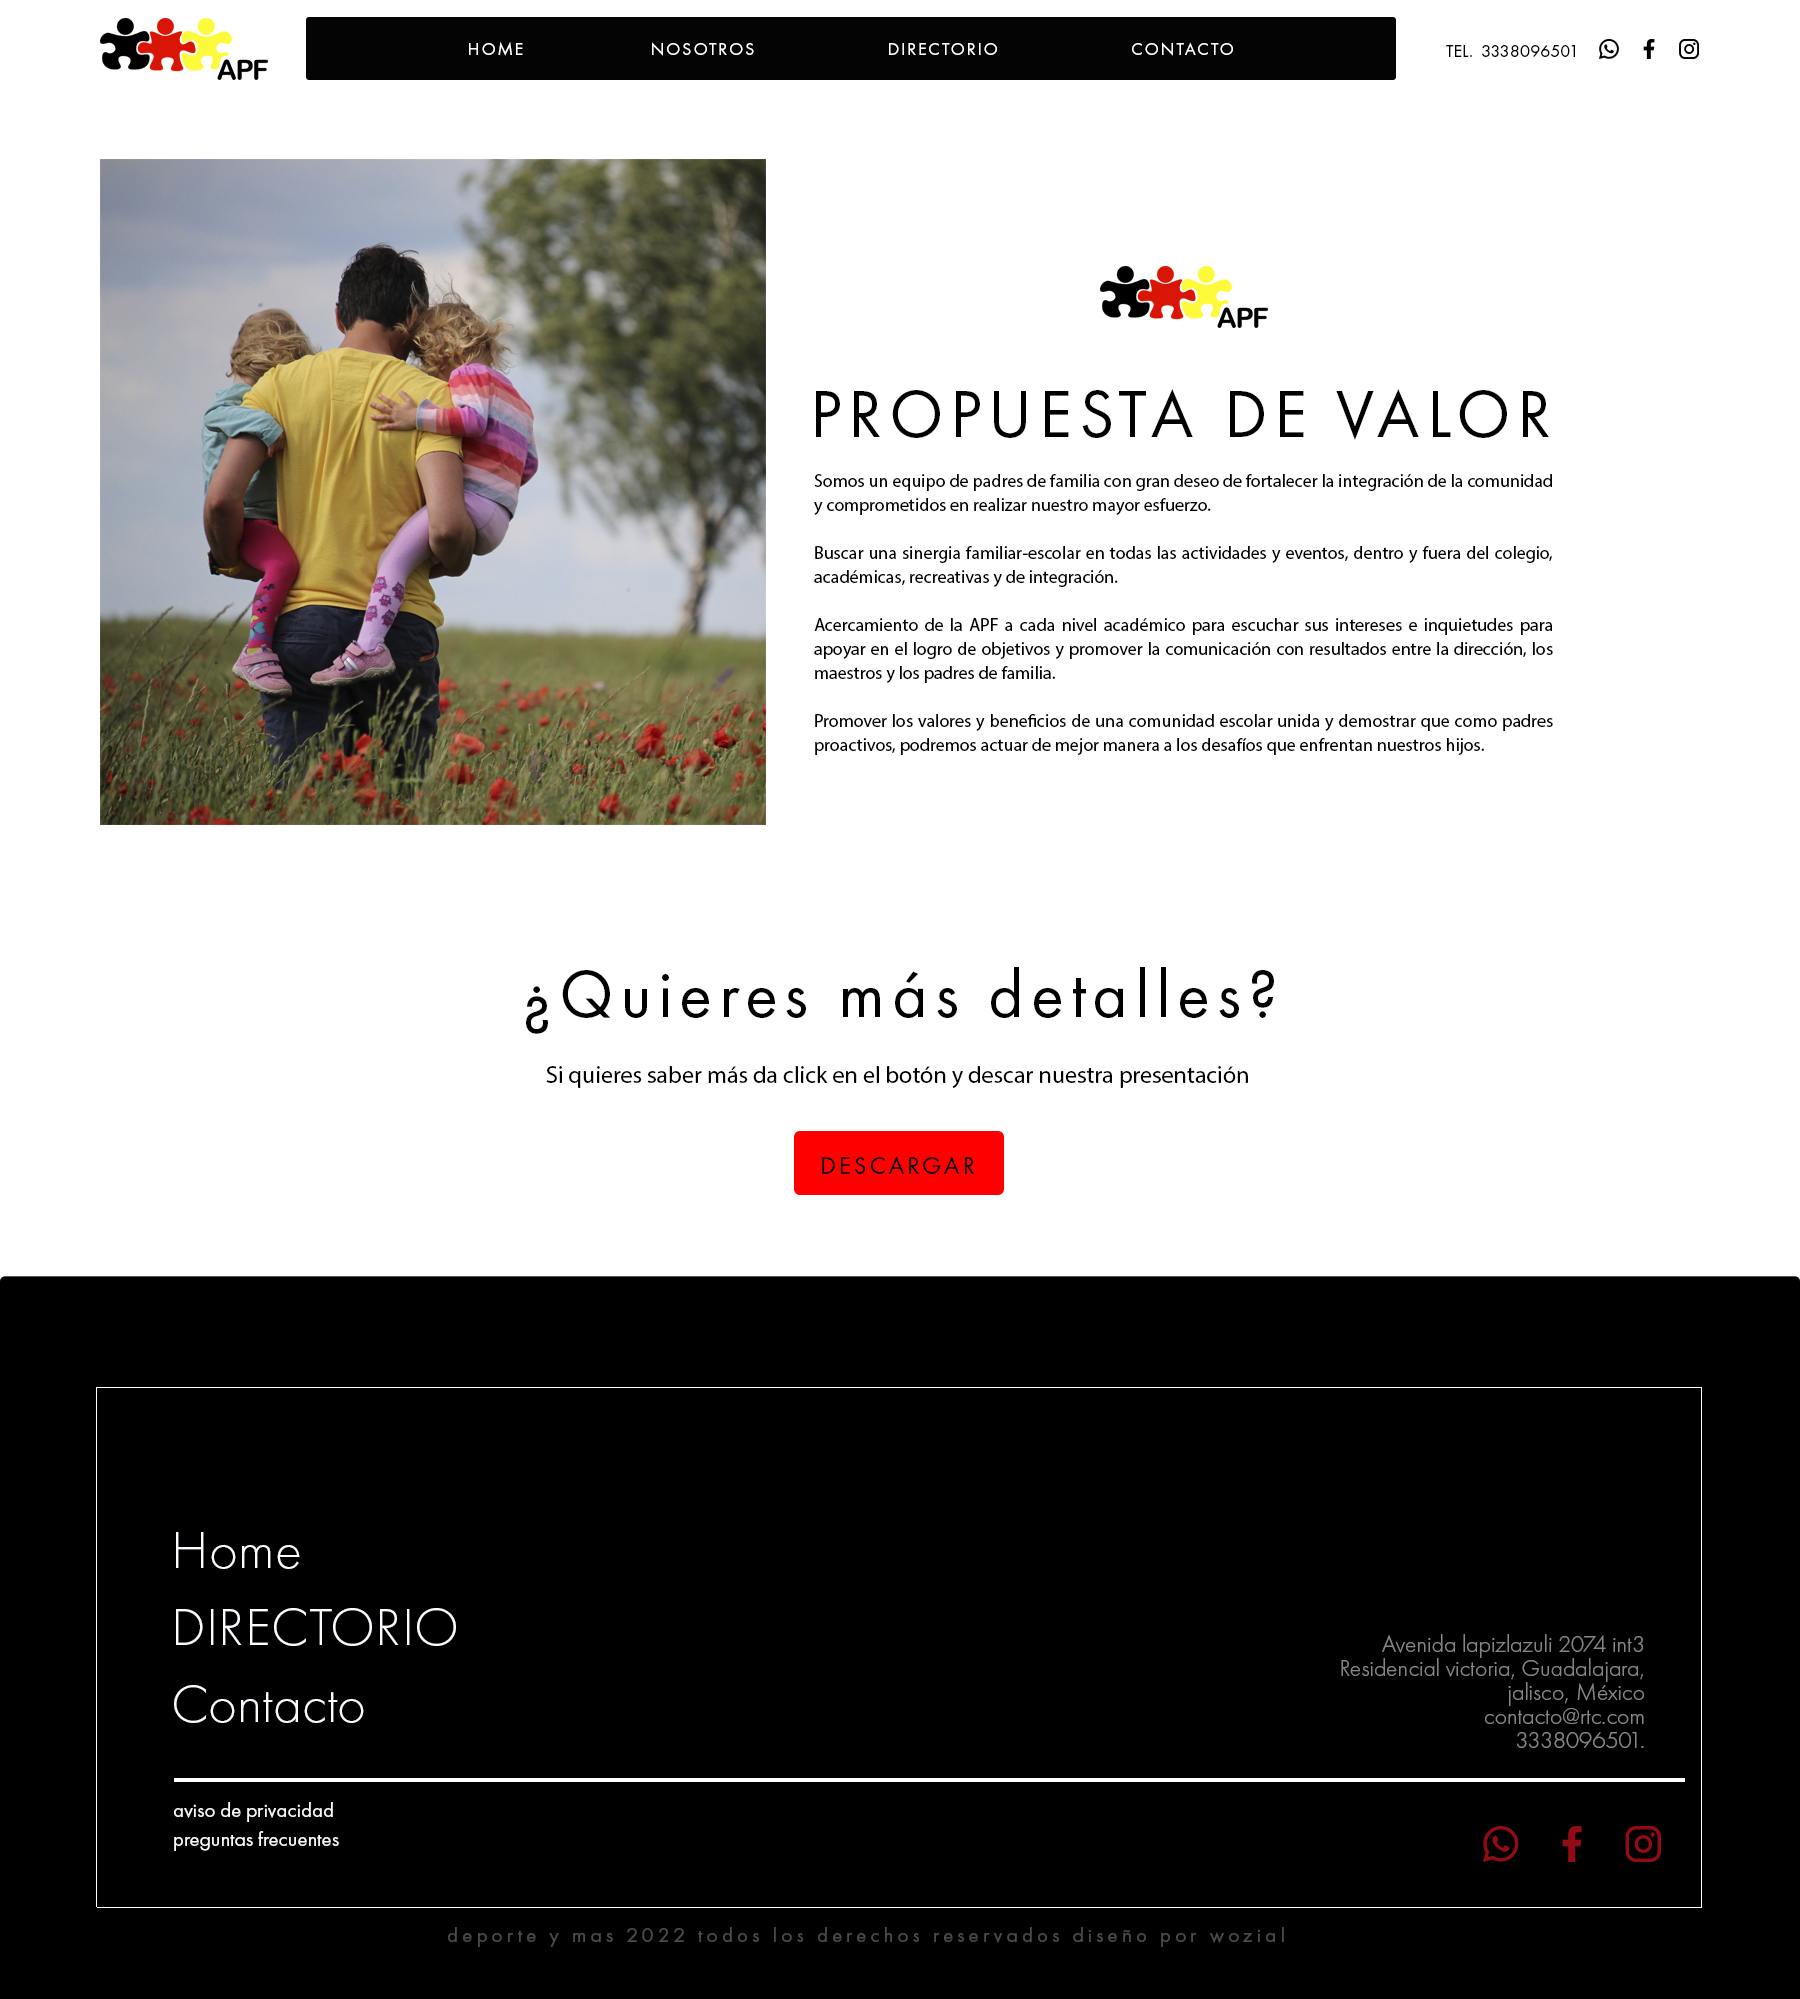 APF
HOME
NOSOTROS
DIRECTORIO
CONTACTO
TEL. 3338096501
APF
PROPUESTA DE VALOR
Somos un equipo de padres de familia con gran deseo de fortalecer la integración de la comunidad
y comprometidos en realizar nuestro mayor esfuerzo.
Buscar una sinergia familiar-escolar en todas las actividades y eventos, dentro y fuera del colegio,
académicas, recreativas y de integración.
Acercamiento de la APF a cada nivel académico para escuchar sus intereses e inquietudes para
apoyar en el logro de objetivos y promover la comunicación con resultados entre la dirección, los
maestros y los padres de familia.
Promover los valores y beneficios de una comunidad escolar unida y demostrar que como padres
proactivos, podremos actuar de mejor manera a los desafíos que enfrentan nuestros hijos.
¿Quieres más detalles?
Si quieres saber más da click en el botón y descar nuestra presentación
DESCARGAR
Home
DIRECTORIO
Contacto
Avenida lapizlazuli 2074 int3
Residencial victoria, Guadalajara,
jalisco, México
contacto@rtc.com
3338096501.
aviso de privacidad
preguntas frecuentes
deporte y mas 2022 todos los derechos reservados diseño por wozial